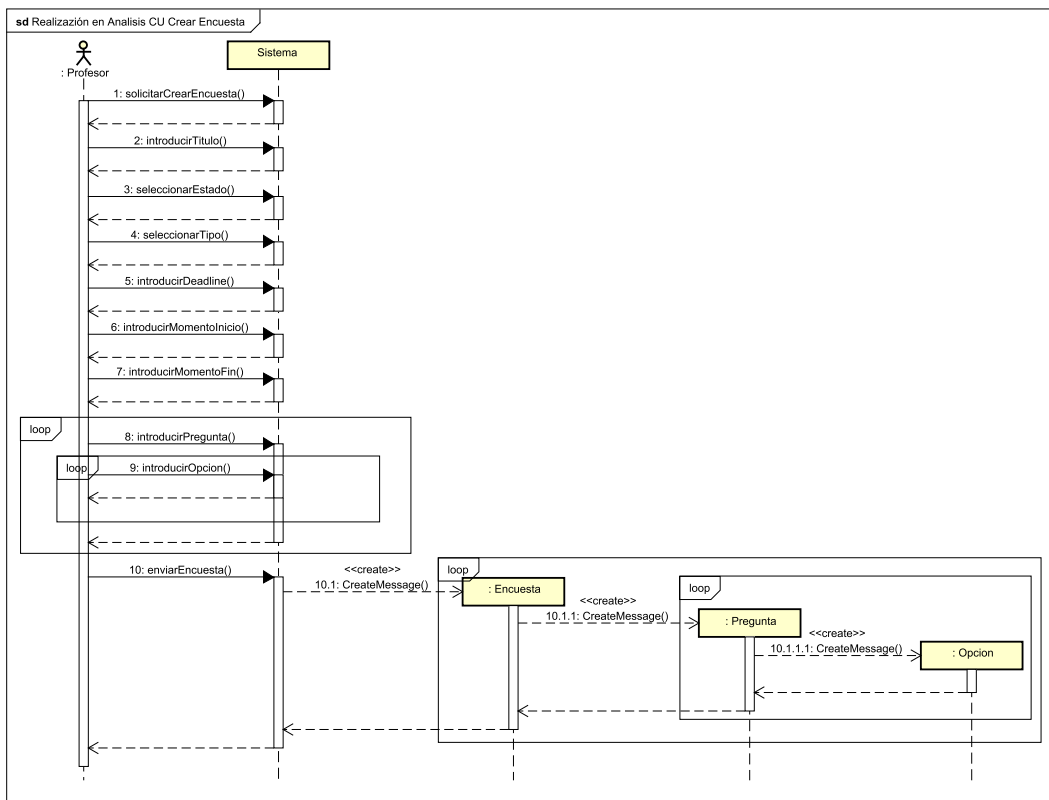 sd Realización en Analisis CU Crear Encuesta
: Profesor
Sistema
1: solicitarCrearEncuesta()
2: introducirTitulo()
3: seleccionarEstado()
4: seleccionarTipo()
5: introducirDeadline()
6: introducirMomentoInicio()
7: introducirMomentoFin()
loop
8: introducirPregunta()
loop
9: introducirOpcion()
10: enviarEncuesta()
<<create>>
10.1: CreateMessage()
loop
: Encuesta
<<create>>
10.1.1: CreateMessage()
loop
: Pregunta
<<create>>
10.1.1.1: CreateMessage()
: Opcion